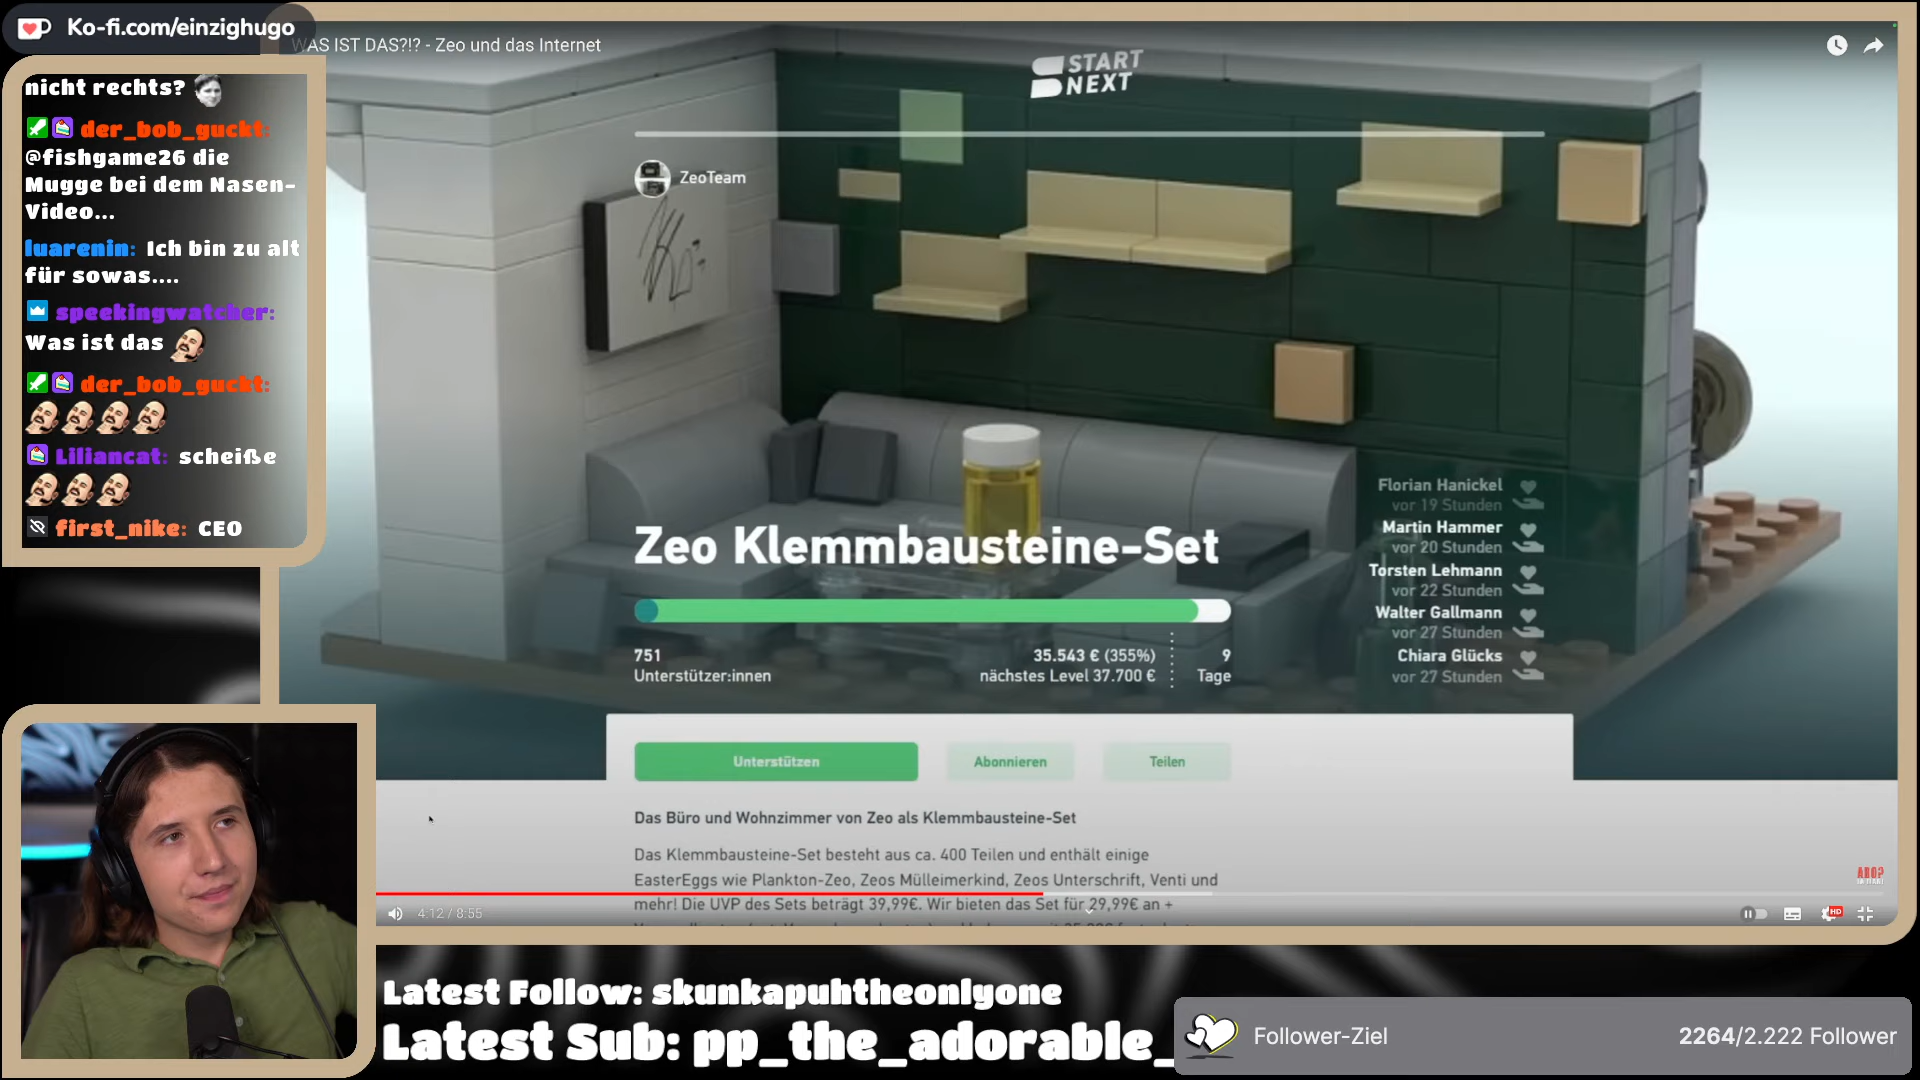 Ko-fi.com/einzighugo
WAS IST DAS?!? - Zeo und das Internet
nicht rechts?
der_bob_guckt:
@fishgame26 die
Mugge bei dem Nasen-
Video...
luarenin: Ich bin zu alt
für sowas....
speekingwatcher:
Was ist das
der_bob_guckt:
Liliancat: scheiße
first_nike: CEO
START
NEXT
ZeoTeam
Zeo Klemmbausteine-Set
751
Unterstützer:innen
35.543 € (355%)
nächstes Level 37.700 €
9
Tage
Florian Hanickel
vor 19 Stunden
Martin Hammer
vor 20 Stunden
Torsten Lehmann
vor 22 Stunden
Walter Gallmann
vor 27 Stunden
Chiara Glücks
vor 27 Stunden
Unterstützen
Abonnieren
Teilen
Das Büro und Wohnzimmer von Zeo als Klemmbausteine-Set
Das Klemmbausteine-Set besteht aus ca. 400 Teilen und enthält einige
EasterEggs wie Plankton-Zeo, Zeos Mülleimerkind, Zeos Unterschrift, Venti und
mehr! Die UVP des Sets beträgt 39,99€. Wir bieten das Set für 29,99€ an +
ABO?
4:12 / 8:55
HD
Latest Follow: skunkapuhtheonlyone
Latest Sub: pp_the_adorable_
Follower-Ziel
2264/2.222 Follower